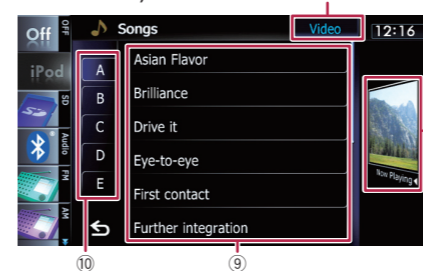 Off
OFF
Songs
Video
12:16
iPod
A
Asian Flavor
B
Brilliance
SD
C
Drive it
Audio
D
Eye-to-eye
Now Playing
FM
E
First contact
AM
Further integration
⑩
⑨